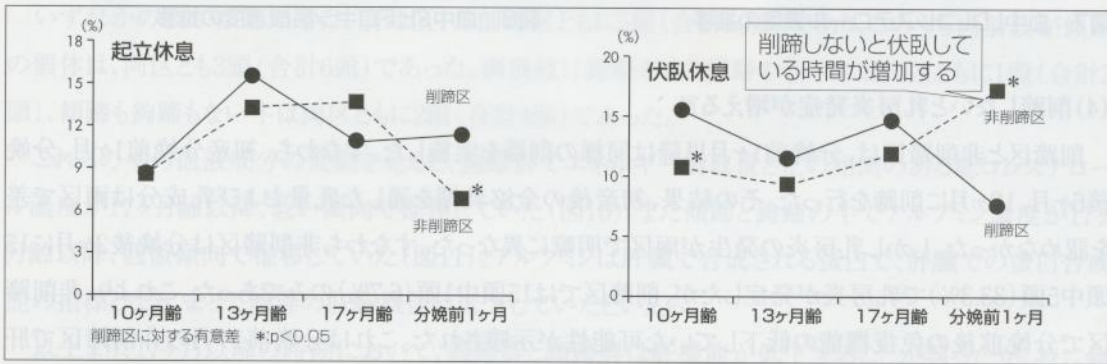 (%)
18
15
12
9
6
3
0
起立休息
削蹄区
*
非削蹄区
10ヶ月齢
13ヶ月齢
17ヶ月齢
分娩前1ヶ月
削蹄区に対する有意差 *:p<0.05
(%)
20
15
10
5
0
伏臥休息
削蹄しないと伏臥して
いる時間が増加する
*
非削蹄区
*
削蹄区
10ヶ月齢
13ヶ月齢
17ヶ月齢
分娩前1ヶ月